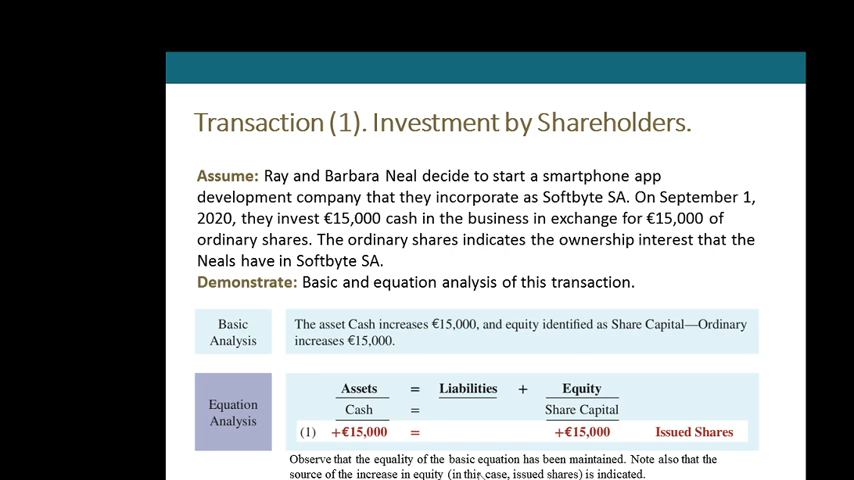 Transaction (1). Investment by Shareholders.
Assume: Ray and Barbara Neal decide to start a smartphone app
development company that they incorporate as Softbyte SA. On September 1,
2020, they invest €15,000 cash in the business in exchange for €15,000 of
ordinary shares. The ordinary shares indicates the ownership interest that the
Neals have in Softbyte SA.
Demonstrate: Basic and equation analysis of this transaction.
Basic
Analysis
The asset Cash increases €15,000, and equity identified as Share Capital—Ordinary
increases €15,000.
Equation
Analysis
Assets = Liabilities + Equity
Cash = Share Capital
(1) +€15,000 = +€15,000 Issued Shares
Observe that the equality of the basic equation has been maintained. Note also that the
source of the increase in equity (in this case, issued shares) is indicated.